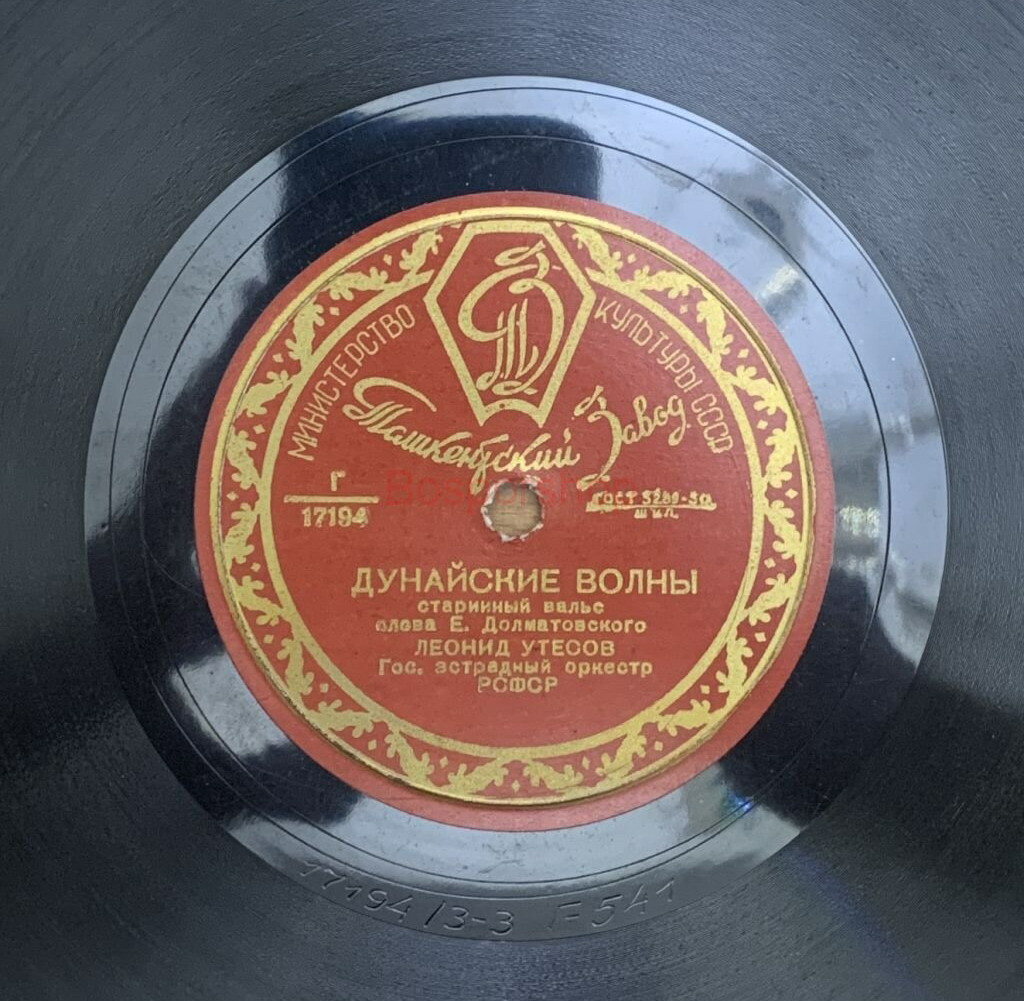 МИНИСТЕРСТВО КУЛЬТУРЫ СССР
Ташкентский Завод
Г
17194
ГОСТ 5289-50
ДУНАЙСКИЕ ВОЛНЫ
старинный вальс
слова Е. Долматовского
ЛЕОНИД УТЕСОВ
Гос. эстрадный оркестр
РСФСР
17194/3-3 F541